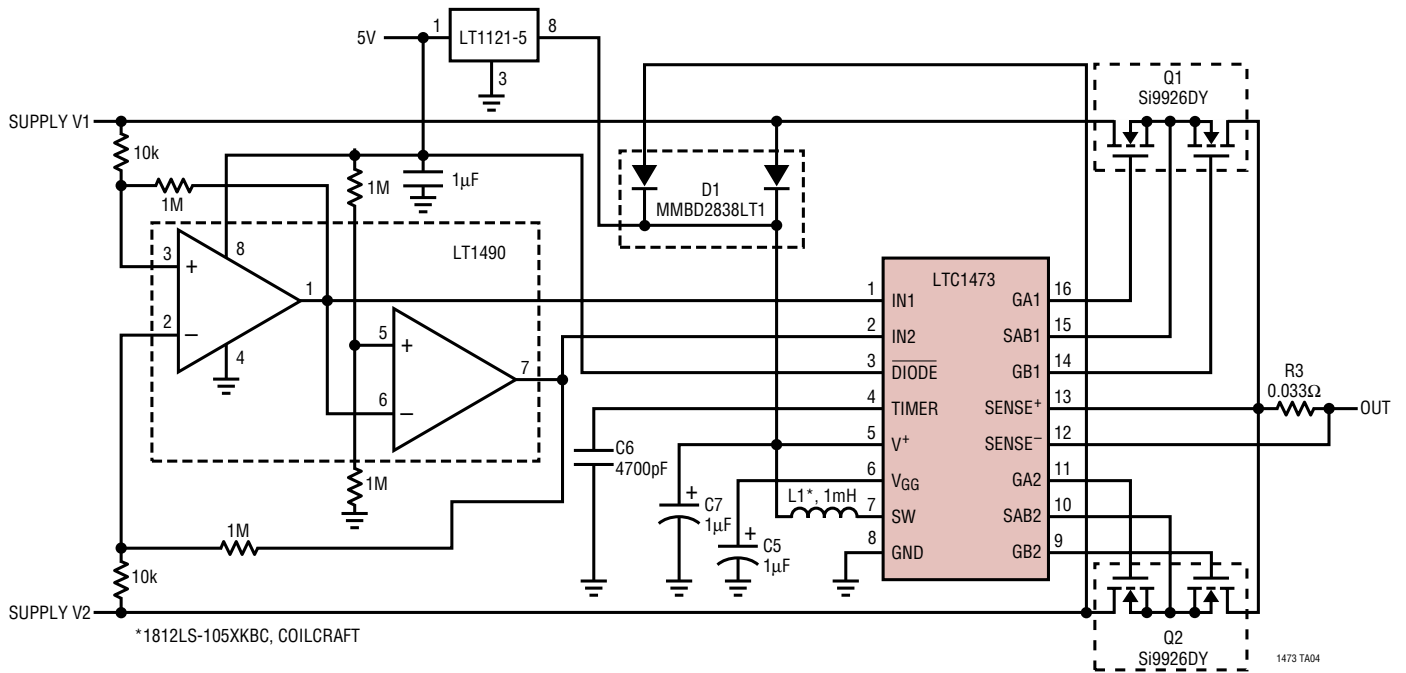 5V
1
LT1121-5
8
3
SUPPLY V1
10k
1M
1M
1µF
D1
MMBD2838LT1
Q1
Si9926DY
LT1490
3
+
8
1
2
–
4
5
+
7
6
–
1M
1M
10k
SUPPLY V2
*1812LS-105XKBC, COILCRAFT
C6
4700pF
+
C7
1µF
+
C5
1µF
L1*, 1mH
LTC1473
1
IN1
2
IN2
3
DIODE
4
TIMER
5
V+
6
VGG
7
SW
8
GND
GA1
16
SAB1
15
GB1
14
SENSE+
13
SENSE–
12
GA2
11
SAB2
10
GB2
9
R3
0.033Ω
OUT
Q2
Si9926DY
1473 TA04